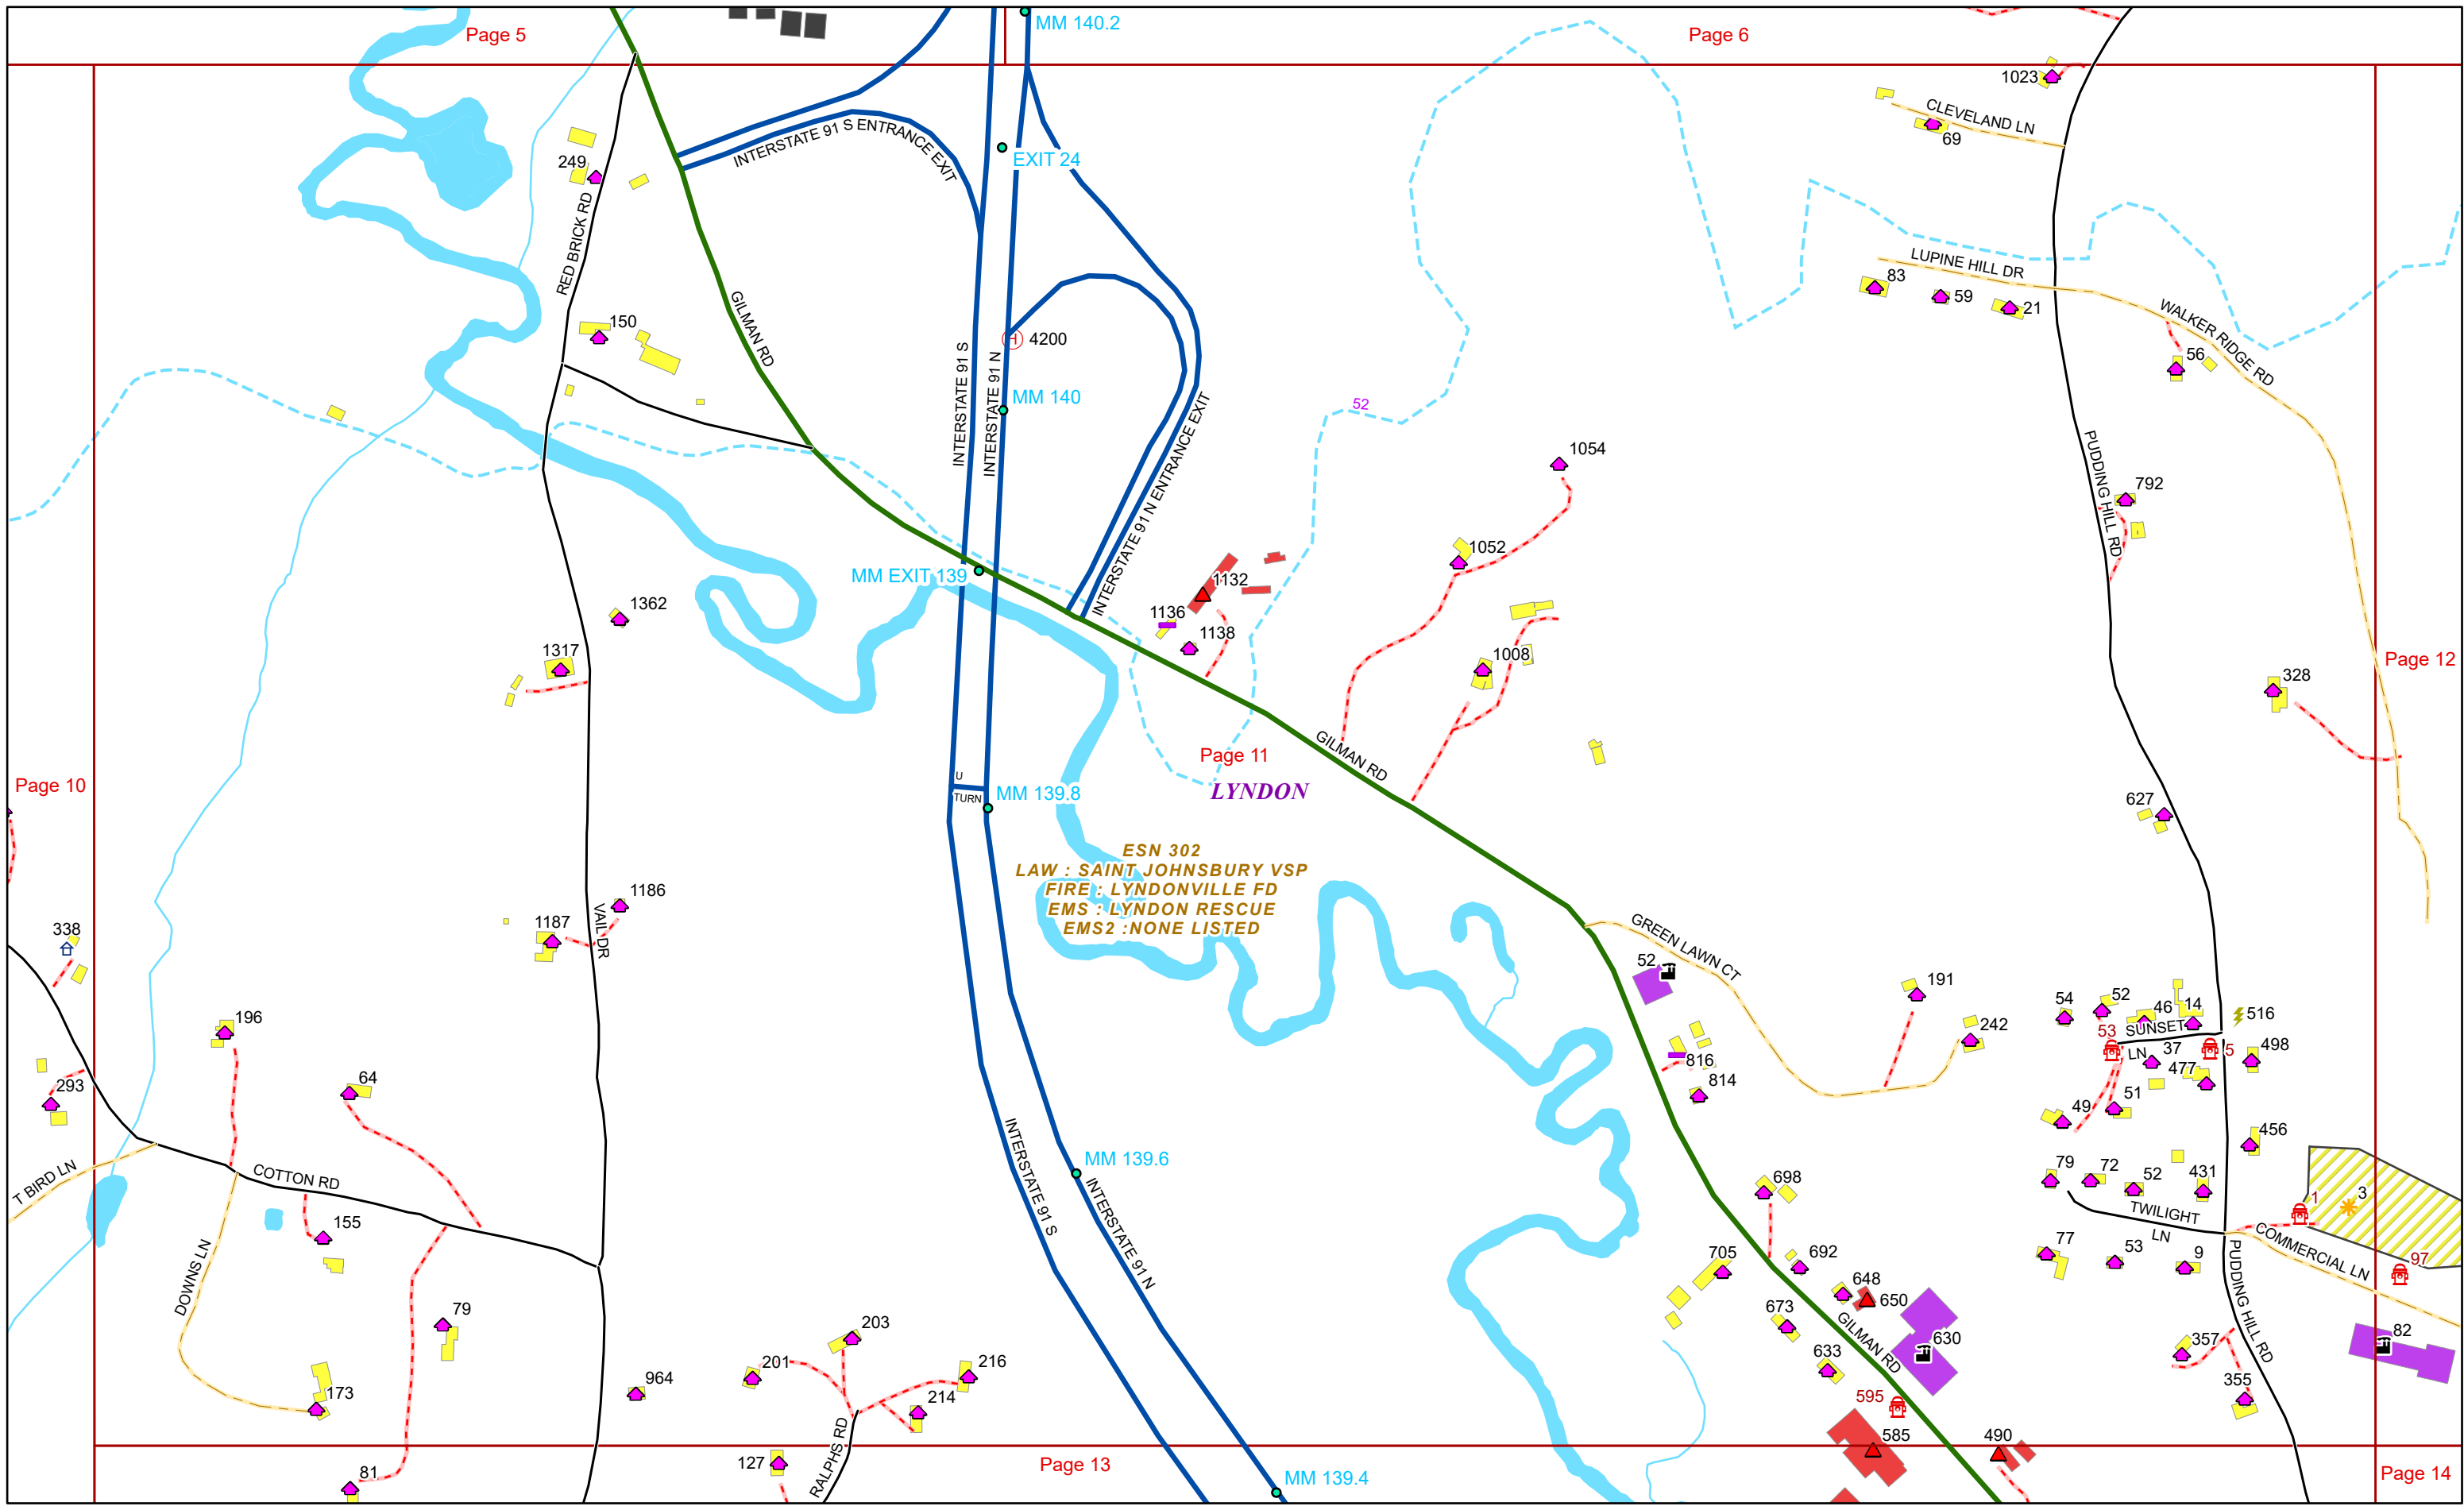 Page 5
MM 140.2
Page 6
1023
CLEVELAND LN
69
INTERSTATE 91 S ENTRANCE EXIT
EXIT 24
249
RED BRICK RD
LUPINE HILL DR
83
59
21
WALKER RIDGE RD
56
150
GILMAN RD
4200
H
INTERSTATE 91 S
INTERSTATE 91 N
MM 140
52
INTERSTATE 91 N ENTRANCE EXIT
1054
PUDDING HILL RD
792
1052
MM EXIT 139
1132
1136
1138
1362
1317
1008
Page 12
328
GILMAN RD
Page 11
LYNDON
Page 10
U
TURN
MM 139.8
627
ESN 302
LAW : SAINT JOHNSBURY VSP
FIRE : LYNDONVILLE FD
EMS : LYNDON RESCUE
EMS2 :NONE LISTED
1186
1187
VAIL DR
338
GREEN LAWN CT
52
191
242
54
52
46
14
516
53
SUNSET
LN
37
5
498
477
196
64
293
816
814
49
51
456
MM 139.6
T BIRD LN
COTTON RD
INTERSTATE 91 S
INTERSTATE 91 N
698
79
72
52
431
1
3
155
TWILIGHT
LN
COMMERCIAL LN
DOWNS LN
705
692
77
53
9
97
PUDDING HILL RD
648
650
79
203
673
GILMAN RD
630
357
82
201
216
633
173
964
214
595
355
RALPHS RD
585
490
127
Page 13
81
MM 139.4
Page 14